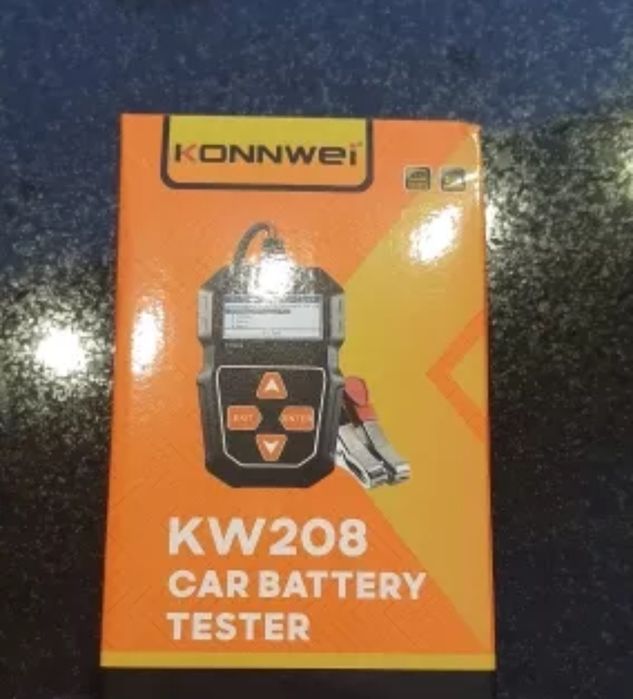 KONNWEI
EXIT
ENTER
KW208
CAR BATTERY
TESTER